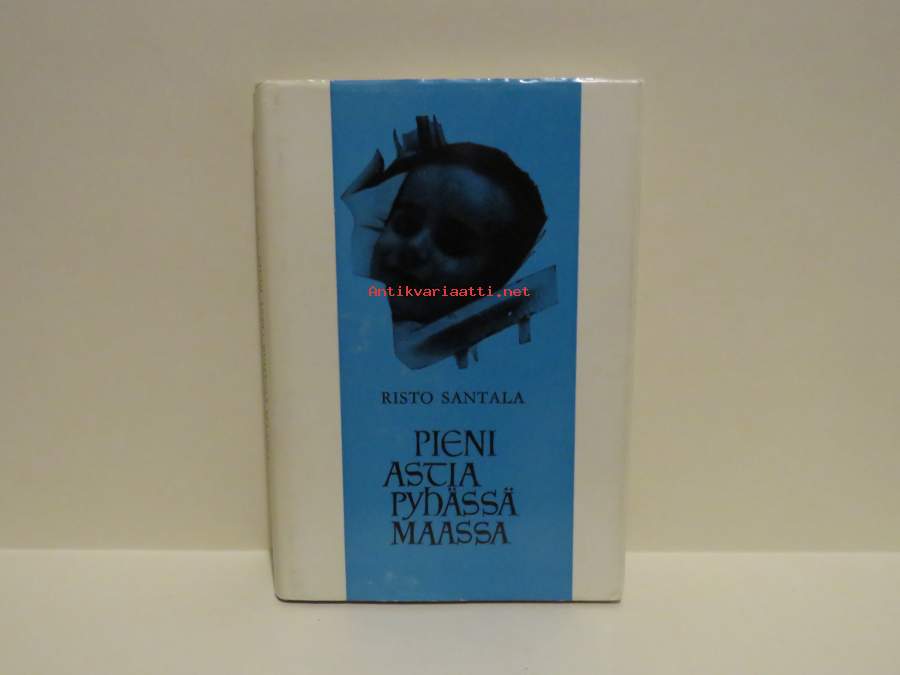 Antikvariaatti.net
RISTO SANTALA
PIENI
ASTIA
PYHÄSSÄ
MAASSA